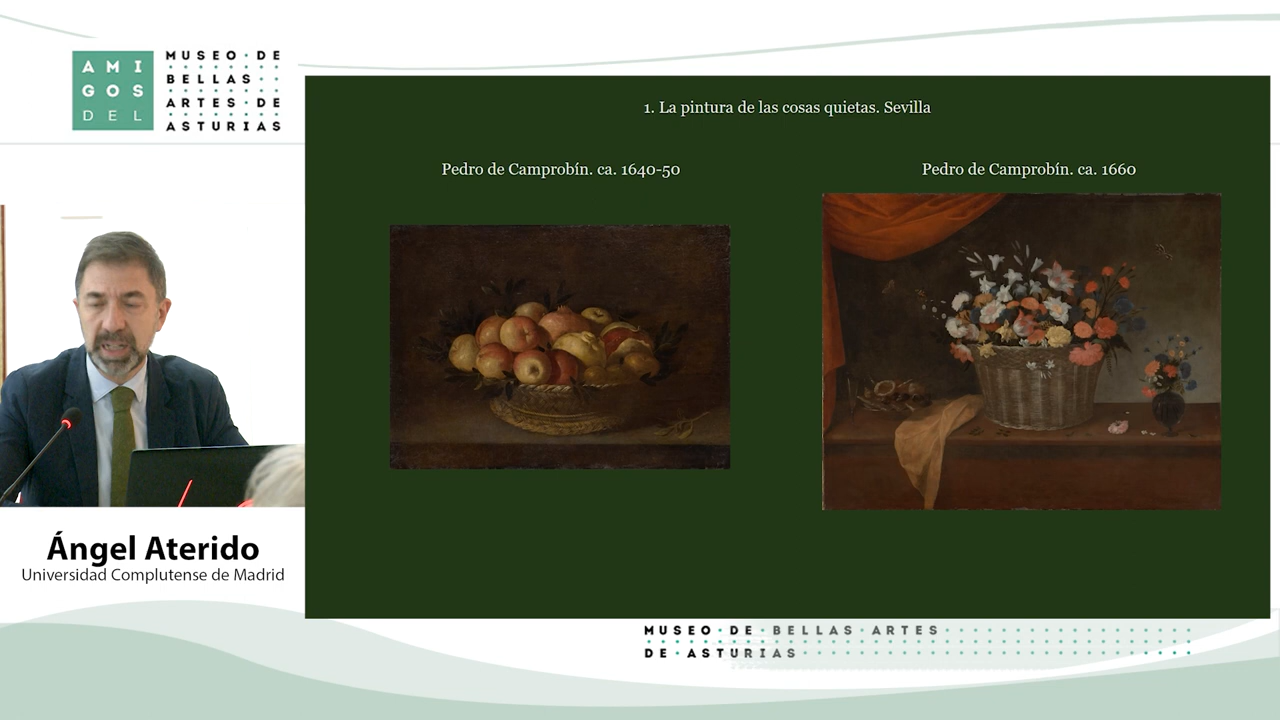 AMI
GOS
DEL
MUSEO·DE
BELLAS
ARTES·DE
ASTURIAS
1. La pintura de las cosas quietas. Sevilla
Pedro de Camprobín. ca. 1640-50
Pedro de Camprobín. ca. 1660
Ángel Aterido
Universidad Complutense de Madrid
MUSEO·DE·BELLAS·ARTES
DE·ASTURIAS